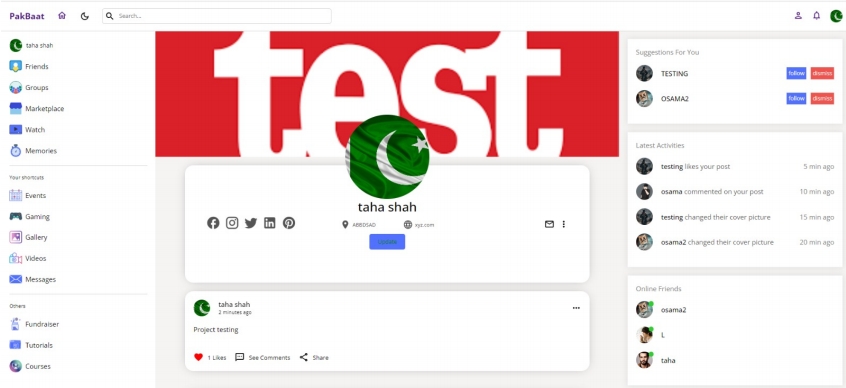 PakBaat
Search...
taha shah
Friends
Groups
Marketplace
Watch
Memories
Your shortcuts
Events
Gaming
Gallery
Videos
Messages
Others
Fundraiser
Tutorials
Courses
test
taha shah
ABBDSAD xyz.com
taha shah
2 minutes ago
Project testing
1 Likes See Comments Share
Suggestions For You
TESTING follow dismiss
OSAMA2 follow dismiss
Latest Activities
testing likes your post 5 min ago
osama commented on your post 10 min ago
testing changed their cover picture 15 min ago
osama2 changed their cover picture 20 min ago
Online Friends
osama2
L
taha